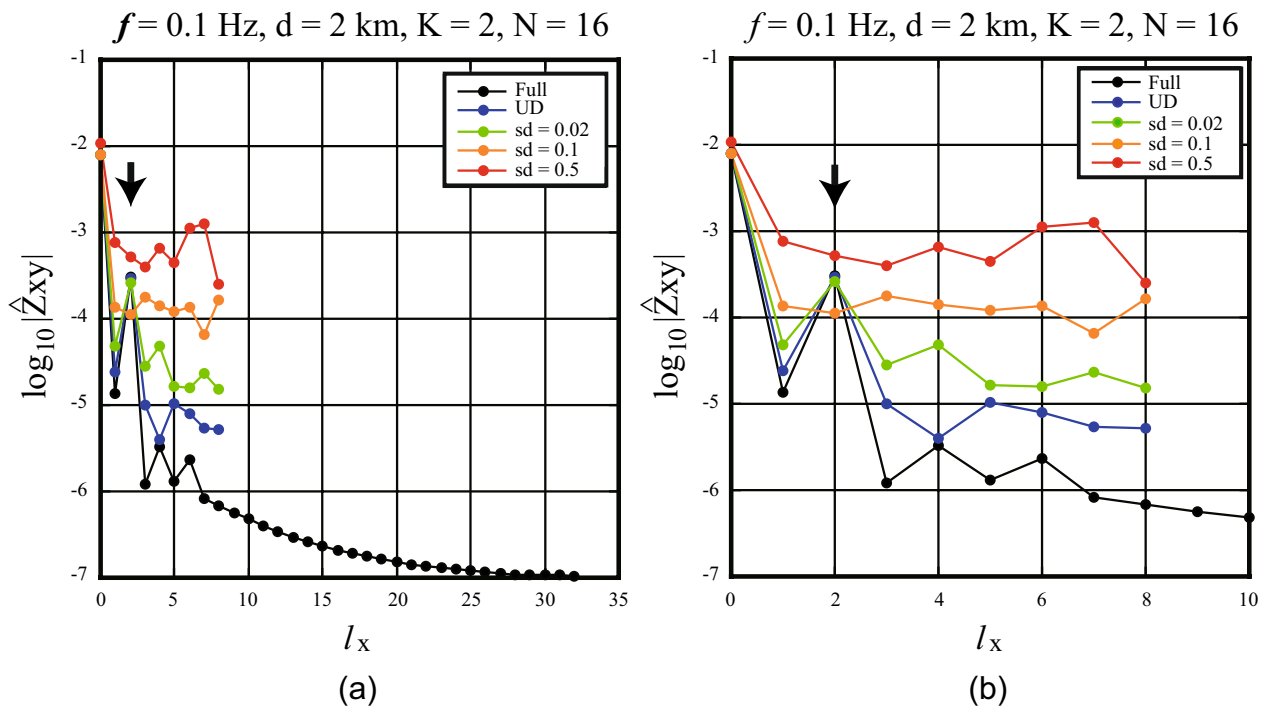 f = 0.1 Hz, d = 2 km, K = 2, N = 16
-1
-2
-3
-4
-5
-6
-7
log10|Ẑxy|
Full
UD
sd = 0.02
sd = 0.1
sd = 0.5
0 5 10 15 20 25 30 35
lx
(a)
f = 0.1 Hz, d = 2 km, K = 2, N = 16
-1
-2
-3
-4
-5
-6
-7
log10|Ẑxy|
Full
UD
sd = 0.02
sd = 0.1
sd = 0.5
0 2 4 6 8 10
lx
(b)